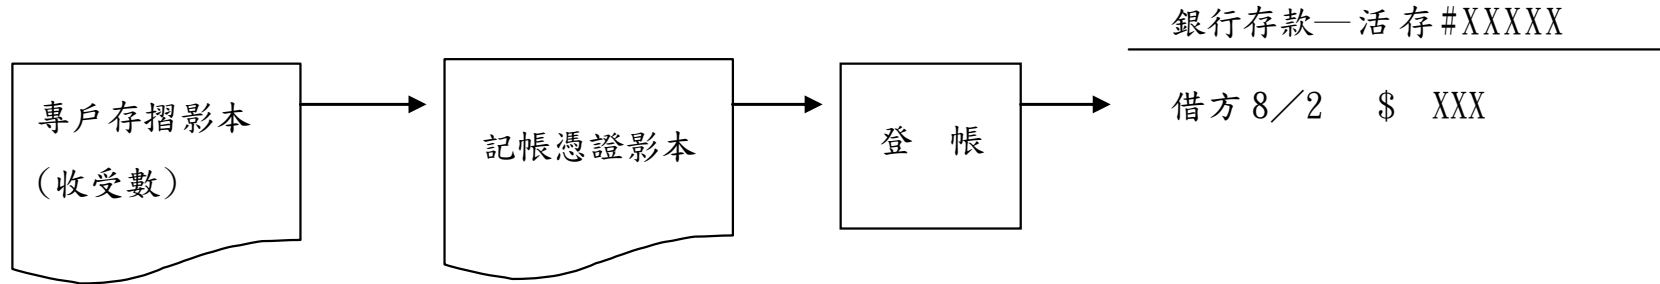 銀行存款—活存#XXXXX
專戶存摺影本
(收受數)
記帳憑證影本
登 帳
借方 8／2 $ XXX